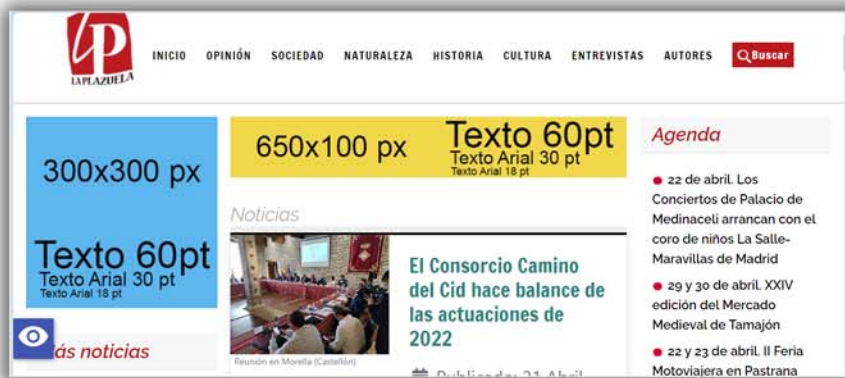 LP
LA PLAZUELA
INICIO OPINIÓN SOCIEDAD NATURALEZA HISTORIA CULTURA ENTREVISTAS AUTORES Buscar
300x300 px
Texto 60pt
Texto Arial 30 pt
Texto Arial 18 pt
ás noticias
650x100 px
Texto 60pt
Texto Arial 30 pt
Texto Arial 18 pt
Noticias
Reunión en Morella (Castellón)
El Consorcio Camino
del Cid hace balance de
las actuaciones de
2022
Publicado: 21 Abril
Agenda
22 de abril. Los
Conciertos de Palacio de
Medinaceli arrancan con el
coro de niños La Salle-
Maravillas de Madrid
29 y 30 de abril. XXIV
edición del Mercado
Medieval de Tamajón
22 y 23 de abril. II Feria
Motoviajera en Pastrana